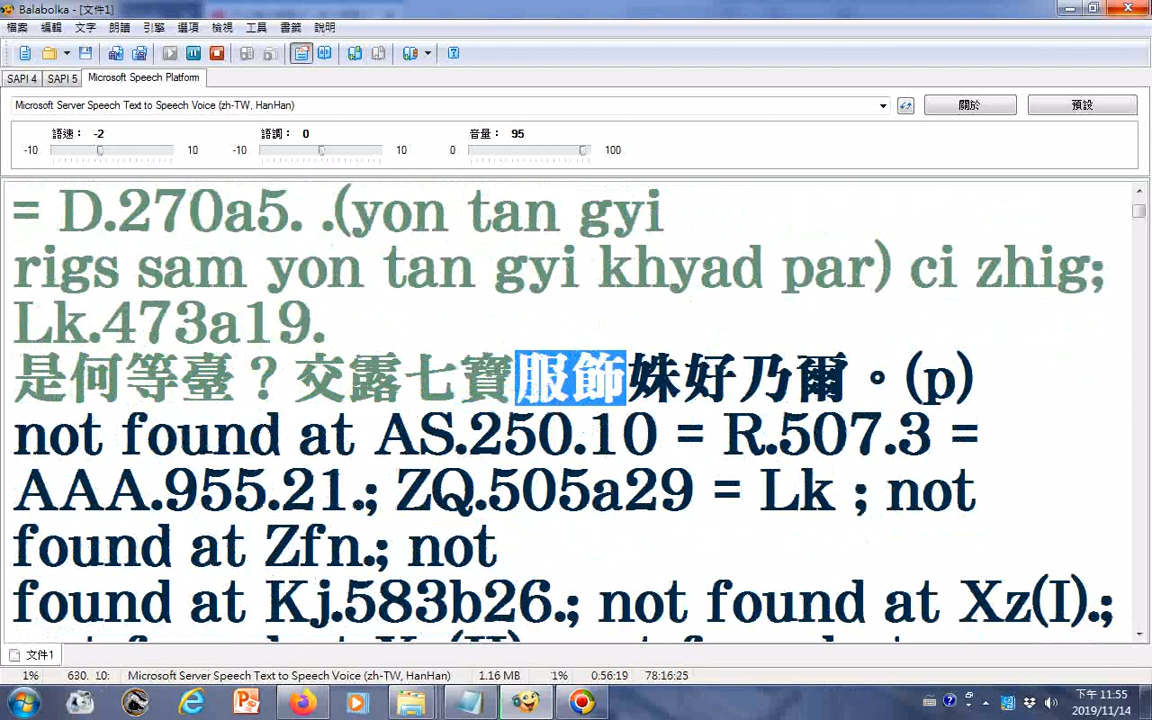 Balabolka - [文件1]
檔案 編輯 文字 朗讀 引擎 選項 檢視 工具 書籤 說明
SAPI 4 SAPI 5 Microsoft Speech Platform
Microsoft Server Speech Text to Speech Voice (zh-TW, HanHan) 關於 預設
語速： -2 語調： 0 音量： 95
-10 10 -10 10 0 100
= D.270a5. .(yon tan gyi
rigs sam yon tan gyi khyad par) ci zhig;
Lk.473a19.
是何等臺？交露七寶服飾姝好乃爾。(p)
not found at AS.250.10 = R.507.3 =
AAA.955.21.; ZQ.505a29 = Lk ; not
found at Zfn.; not
found at Kj.583b26.; not found at Xz(I).;
文件1
1% 630. 10: Microsoft Server Speech Text to Speech Voice (zh-TW, HanHan) 1.16 MB 1% 0:56:19 78:16:25
下午 11:55
2019/11/14